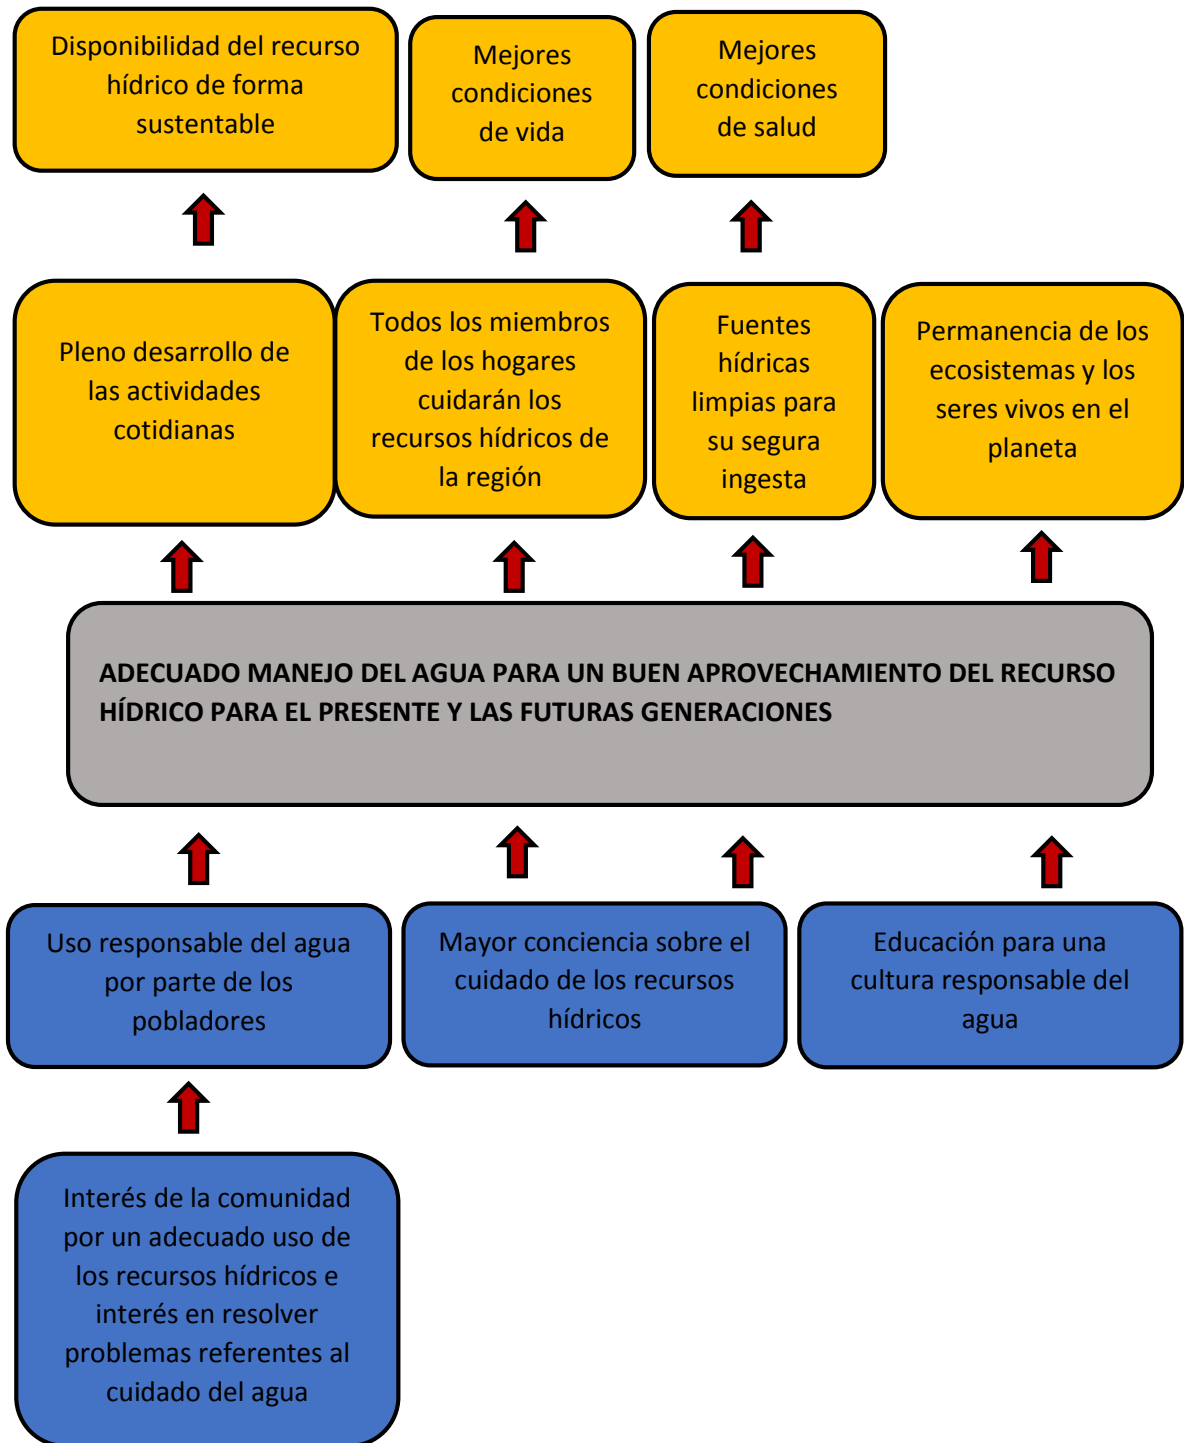 Disponibilidad del recurso
hídrico de forma
sustentable
Mejores
condiciones
de vida
Mejores
condiciones
de salud
Pleno desarrollo de
las actividades
cotidianas
Todos los miembros
de los hogares
cuidarán los
recursos hídricos de
la región
Fuentes
hídricas
limpias para
su segura
ingesta
Permanencia de los
ecosistemas y los
seres vivos en el
planeta
ADECUADO MANEJO DEL AGUA PARA UN BUEN APROVECHAMIENTO DEL RECURSO
HÍDRICO PARA EL PRESENTE Y LAS FUTURAS GENERACIONES
Uso responsable del agua
por parte de los
pobladores
Mayor conciencia sobre el
cuidado de los recursos
hídricos
Educación para una
cultura responsable del
agua
Interés de la comunidad
por un adecuado uso de
los recursos hídricos e
interés en resolver
problemas referentes al
cuidado del agua